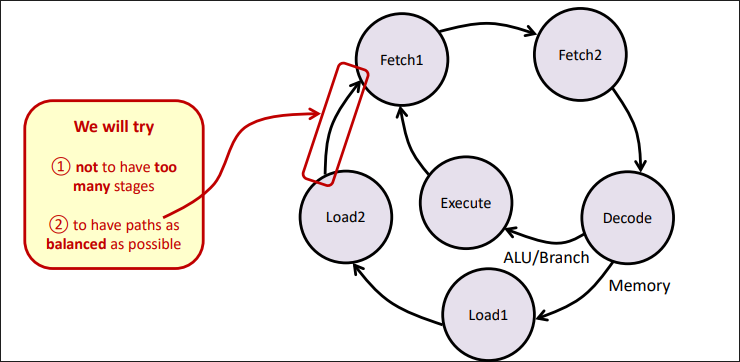 We will try
① not to have too
many stages
② to have paths as
balanced as possible
Fetch1
Fetch2
Load2
Execute
Decode
ALU/Branch
Memory
Load1